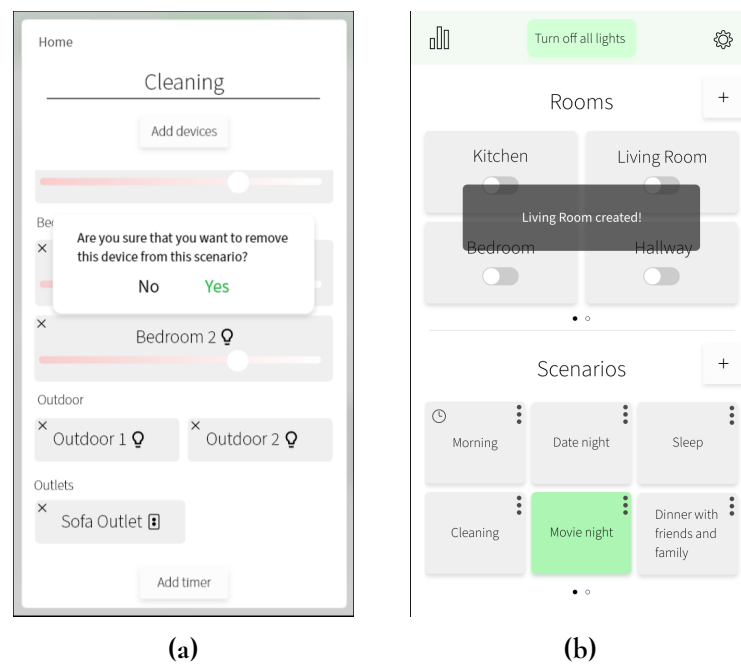 Home
Cleaning
Add devices
Bed
Are you sure that you want to remove
this device from this scenario?
No Yes
Bedroom 2
Outdoor
Outdoor 1 Outdoor 2
Outlets
Sofa Outlet
Add timer
(a)
Turn off all lights
Rooms +
Kitchen Living Room
Living Room created!
Bedroom Hallway
Scenarios +
Morning Date night Sleep
Cleaning Movie night Dinner with
friends and
family
(b)